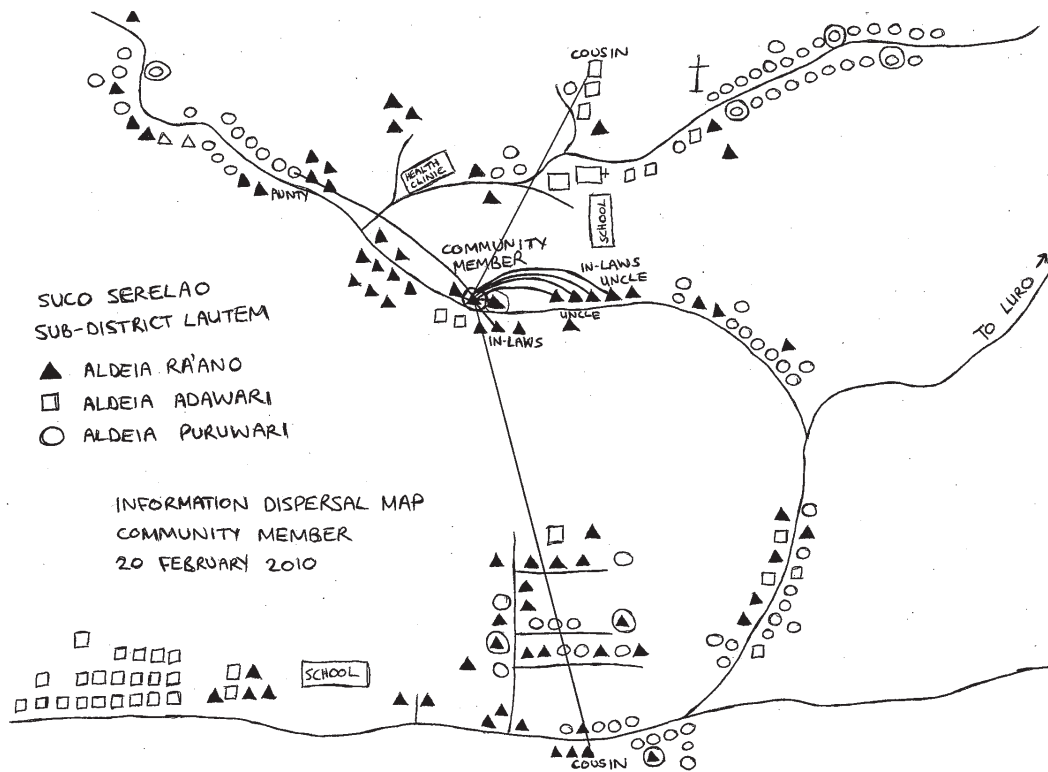 COUSIN
HEALTH
CLINIC
AUNTY
SCHOOL
COMMUNITY
MEMBER
IN-LAWS
UNCLE
UNCLE
IN-LAWS
TO LURO
SUCO SERELAO
SUB-DISTRICT LAUTEM
ALDEIA RA'ANO
ALDEIA ADAWARI
ALDEIA PURUWARI
INFORMATION DISPERSAL MAP
COMMUNITY MEMBER
20 FEBRUARY 2010
SCHOOL
COUSIN